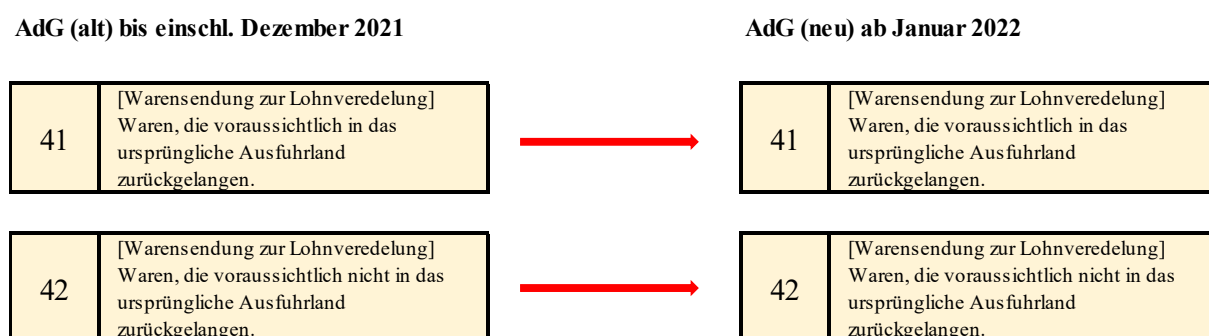 AdG (alt) bis einschl. Dezember 2021
AdG (neu) ab Januar 2022
41
[Warensendung zur Lohnveredelung]
Waren, die voraussichtlich in das
ursprüngliche Ausfuhrland
zurückgelangen.
41
[Warensendung zur Lohnveredelung]
Waren, die voraussichtlich in das
ursprüngliche Ausfuhrland
zurückgelangen.
42
[Warensendung zur Lohnveredelung]
Waren, die voraussichtlich nicht in das
ursprüngliche Ausfuhrland
zurückgelangen.
42
[Warensendung zur Lohnveredelung]
Waren, die voraussichtlich nicht in das
ursprüngliche Ausfuhrland
zurückgelangen.